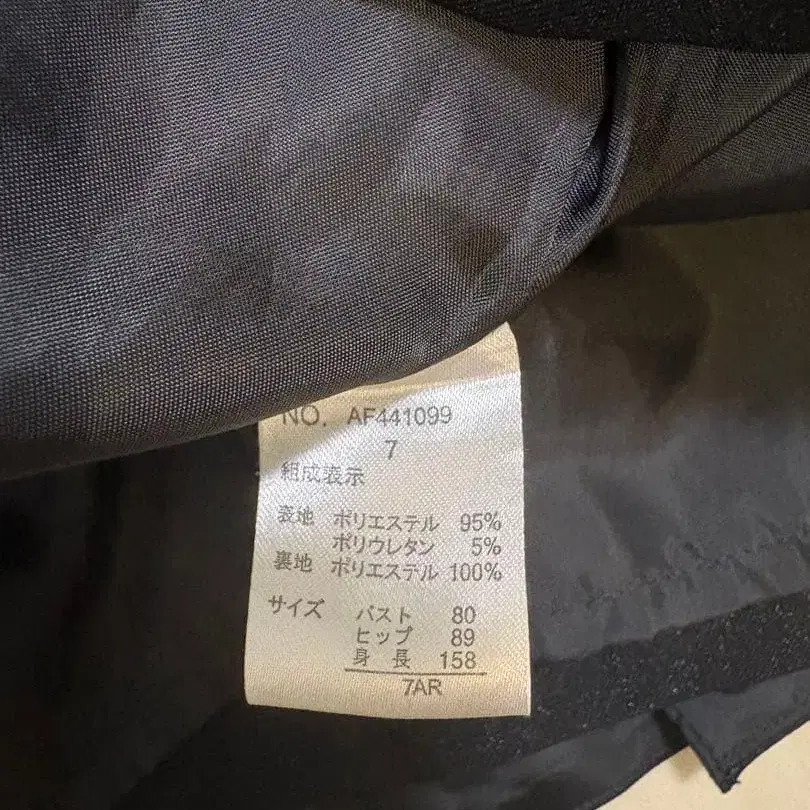 NO. AF441099
7
組成表示
表地 ポリエステル 95%
ポリウレタン 5%
裏地 ポリエステル 100%
サイズ バスト 80
ヒップ 89
身長 158
7AR